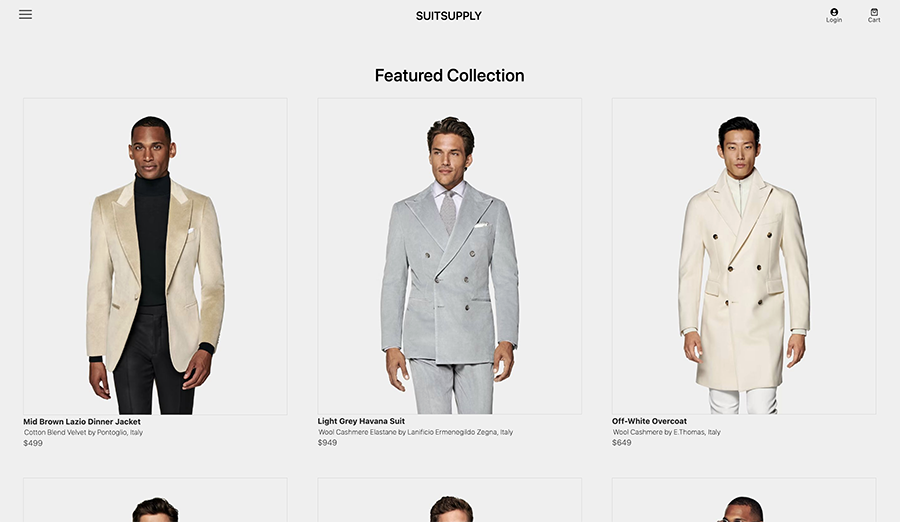 SUITSUPPLY
Login
Cart
Featured Collection
Mid Brown Lazio Dinner Jacket
Cotton Blend Velvet by Pontoglio, Italy
$499
Light Grey Havana Suit
Wool Cashmere Elastane by Lanificio Ermenegildo Zegna, Italy
$949
Off-White Overcoat
Wool Cashmere by E.Thomas, Italy
$649